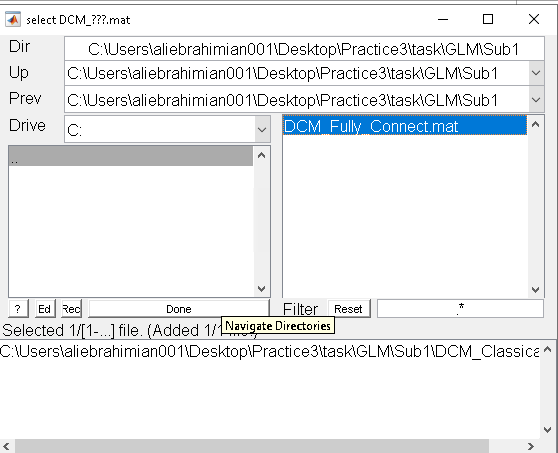 select DCM_???.mat
Dir C:\Users\aliebrahimian001\Desktop\Practice3\task\GLM\Sub1
Up C:\Users\aliebrahimian001\Desktop\Practice3\task\GLM\Sub1
Prev C:\Users\aliebrahimian001\Desktop\Practice3\task\GLM\Sub1
Drive C:
DCM_Fully_Connect.mat
..
? Ed Rec Done Filter Reset .*
Selected 1/[1-...] file. (Added 1/1
Navigate Directories
C:\Users\aliebrahimian001\Desktop\Practice3\task\GLM\Sub1\DCM_Classica